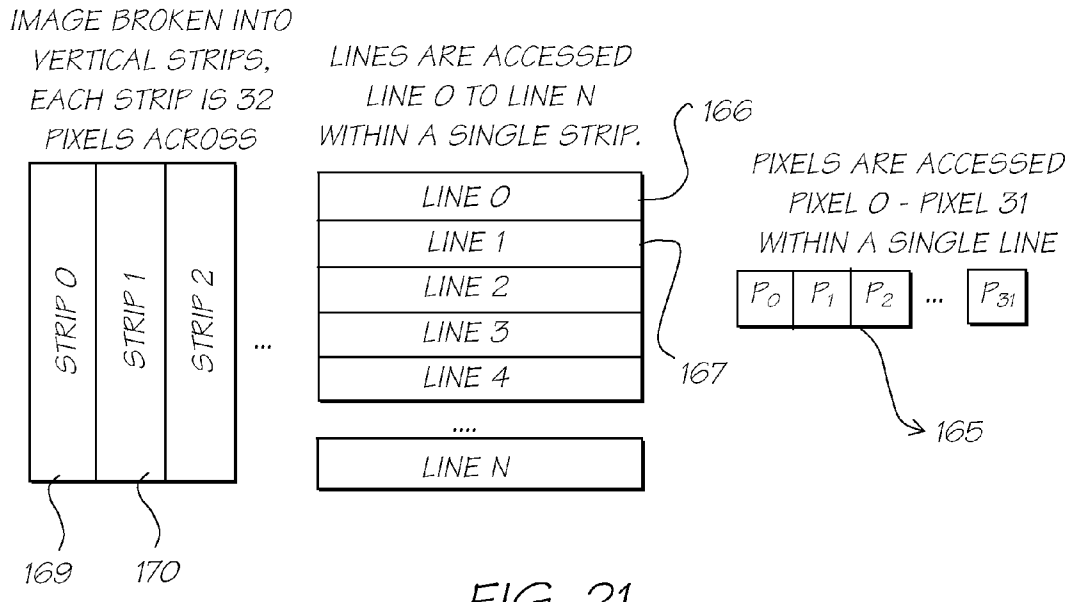 IMAGE BROKEN INTO
VERTICAL STRIPS,
EACH STRIP IS 32
PIXELS ACROSS
STRIP 0
STRIP 1
STRIP 2
...
169
170
LINES ARE ACCESSED
LINE 0 TO LINE N
WITHIN A SINGLE STRIP.
LINE 0
LINE 1
LINE 2
LINE 3
LINE 4
....
LINE N
166
167
PIXELS ARE ACCESSED
PIXEL 0 - PIXEL 31
WITHIN A SINGLE LINE
P0 P1 P2 ... P31
165
FIG. 21